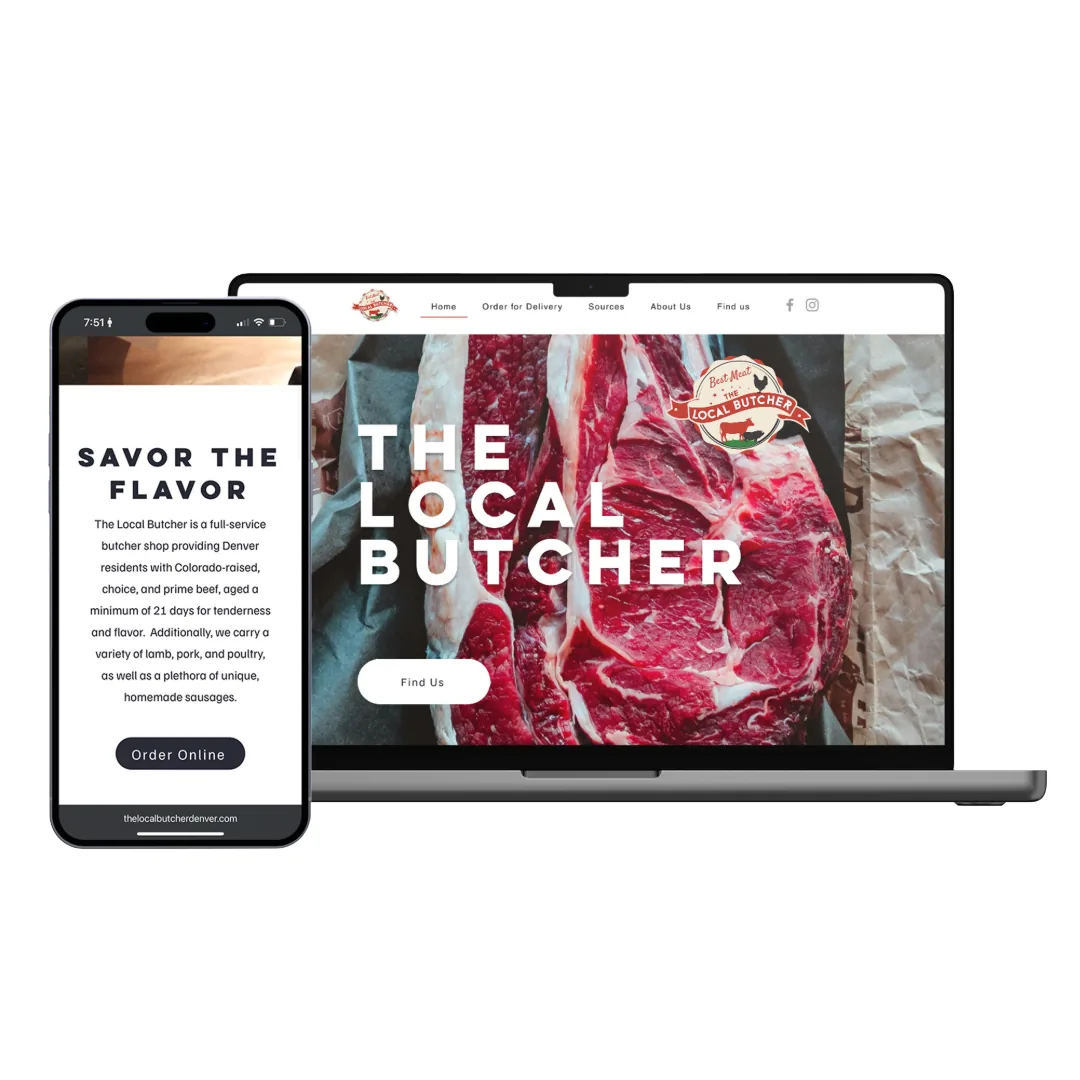 7:51
SAVOR THE
FLAVOR
The Local Butcher is a full-service
butcher shop providing Denver
residents with Colorado-raised,
choice, and prime beef, aged a
minimum of 21 days for tenderness
and flavor.  Additionally, we carry a
variety of lamb, pork, and poultry,
as well as a plethora of unique,
homemade sausages.
Order Online
thelocalbutcherdenver.com
Home Order for Delivery Sources About Us Find us
Best Meat
THE
LOCAL BUTCHER
THE
LOCAL
BUTCHER
Find Us